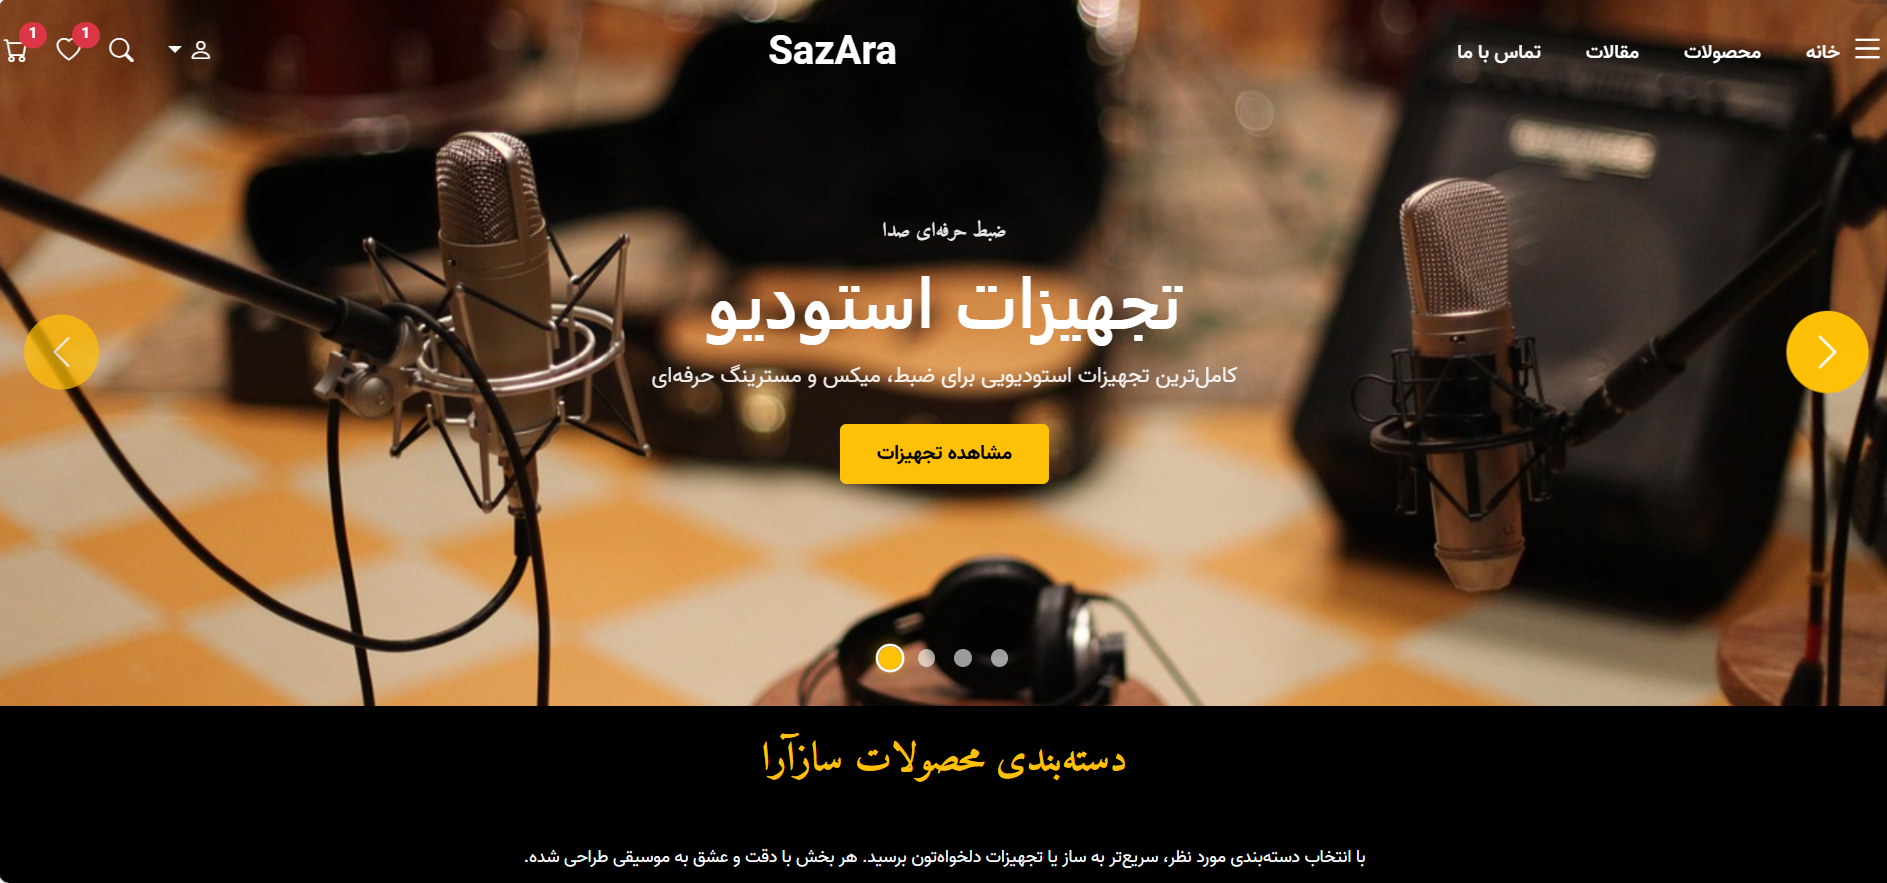 خانه محصولات مقالات تماس با ما
SazAra
1 1
ضبط حرفه‌ای صدا
تجهیزات استودیو
کامل‌ترین تجهیزات استودیویی برای ضبط، میکس و مسترینگ حرفه‌ای
مشاهده تجهیزات
دسته‌بندی محصولات سازآرا
با انتخاب دسته‌بندی مورد نظر، سریع‌تر به ساز یا تجهیزات دلخواه‌تون برسید. هر بخش با دقت و عشق به موسیقی طراحی شده.